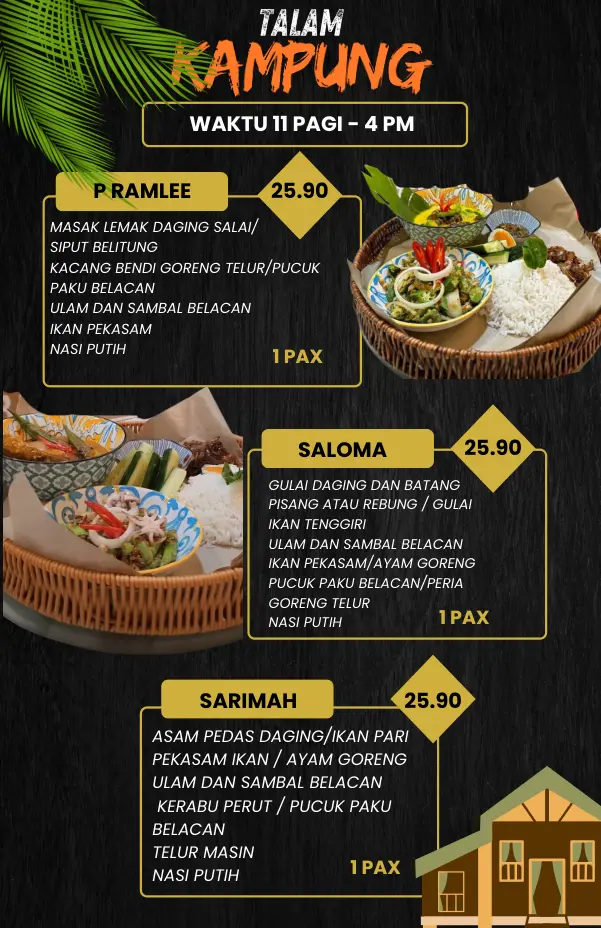 TALAM
KAMPUNG
WAKTU 11 PAGI - 4 PM
P RAMLEE
25.90
MASAK LEMAK DAGING SALAI/
SIPUT BELITUNG
KACANG BENDI GORENG TELUR/PUCUK
PAKU BELACAN
ULAM DAN SAMBAL BELACAN
IKAN PEKASAM
NASI PUTIH
1 PAX
SALOMA
25.90
GULAI DAGING DAN BATANG
PISANG ATAU REBUNG / GULAI
IKAN TENGGIRI
ULAM DAN SAMBAL BELACAN
IKAN PEKASAM/AYAM GORENG
PUCUK PAKU BELACAN/PERIA
GORENG TELUR
NASI PUTIH
1 PAX
SARIMAH
25.90
ASAM PEDAS DAGING/IKAN PARI
PEKASAM IKAN / AYAM GORENG
ULAM DAN SAMBAL BELACAN
KERABU PERUT / PUCUK PAKU
BELACAN
TELUR MASIN
NASI PUTIH
1 PAX